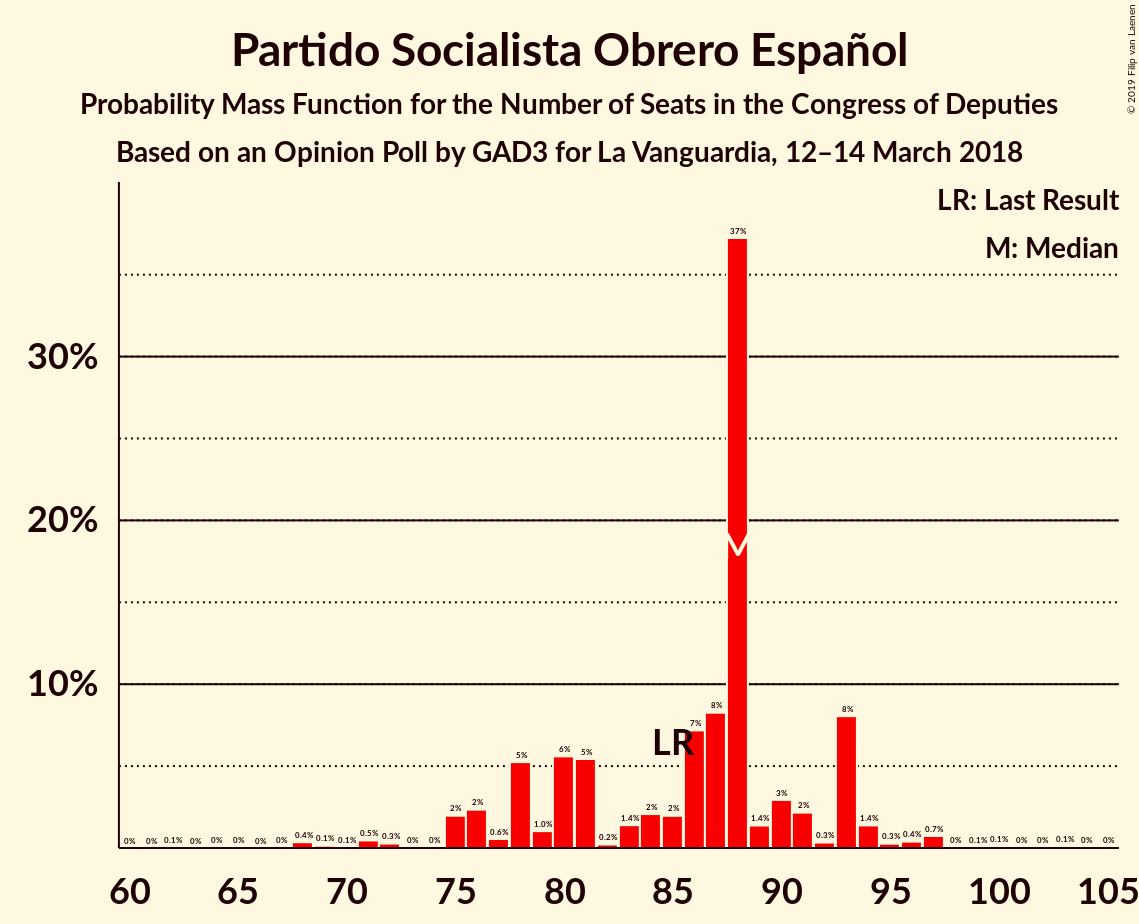 Partido Socialista Obrero Español
Probability Mass Function for the Number of Seats in the Congress of Deputies
Based on an Opinion Poll by GAD3 for La Vanguardia, 12–14 March 2018
© 2019 Filip van Laenen
LR: Last Result
M: Median
37%
30%
20%
10%
LR
0% 0% 0.1% 0% 0% 0% 0% 0% 0.4% 0.1% 0.1% 0.5% 0.3% 0% 0% 2% 2% 0.6% 5% 1.0% 6% 5% 0.2% 1.4% 2% 2% 7% 8% 1.4% 3% 2% 0.3% 8% 1.4% 0.3% 0.4% 0.7% 0% 0.1% 0.1% 0% 0% 0.1% 0% 0%
60 65 70 75 80 85 90 95 100 105